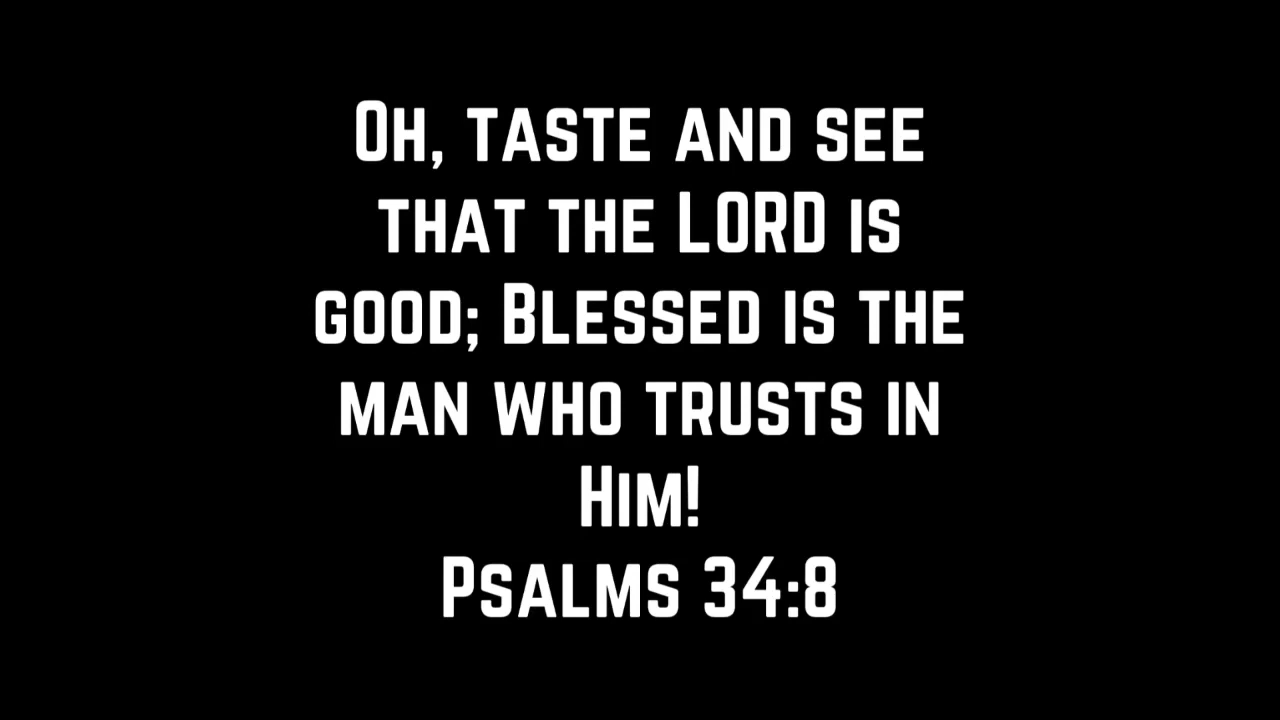 Oh, taste and see
that the LORD is
good; Blessed is the
man who trusts in
Him!
Psalms 34:8